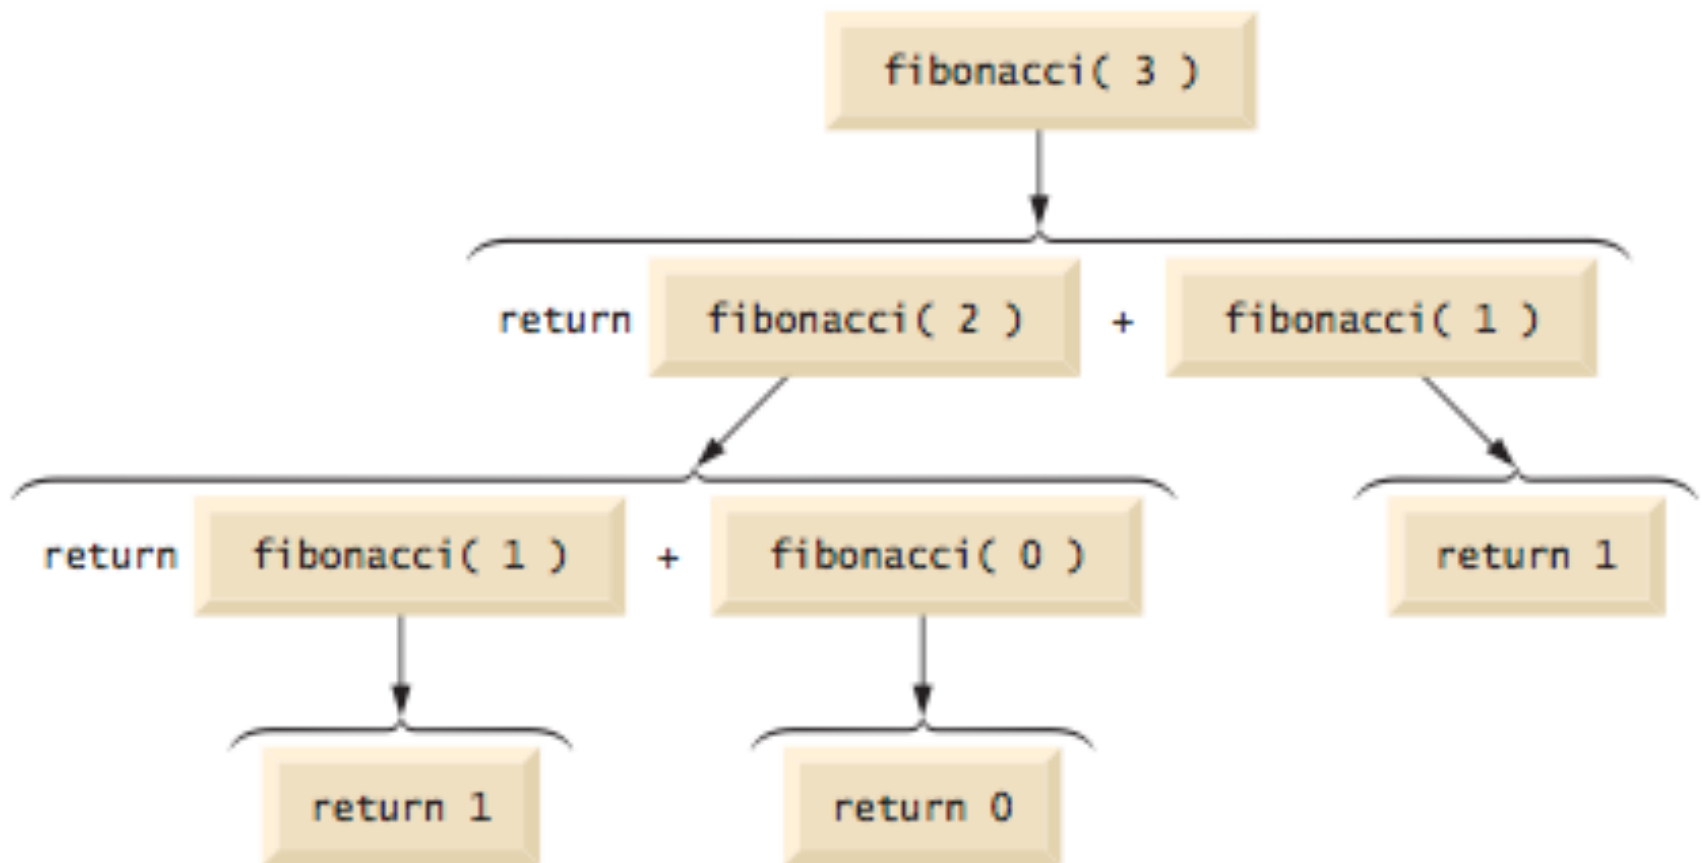 fibonacci( 3 )
return fibonacci( 2 ) + fibonacci( 1 )
return fibonacci( 1 ) + fibonacci( 0 ) return 1
return 1 return 0